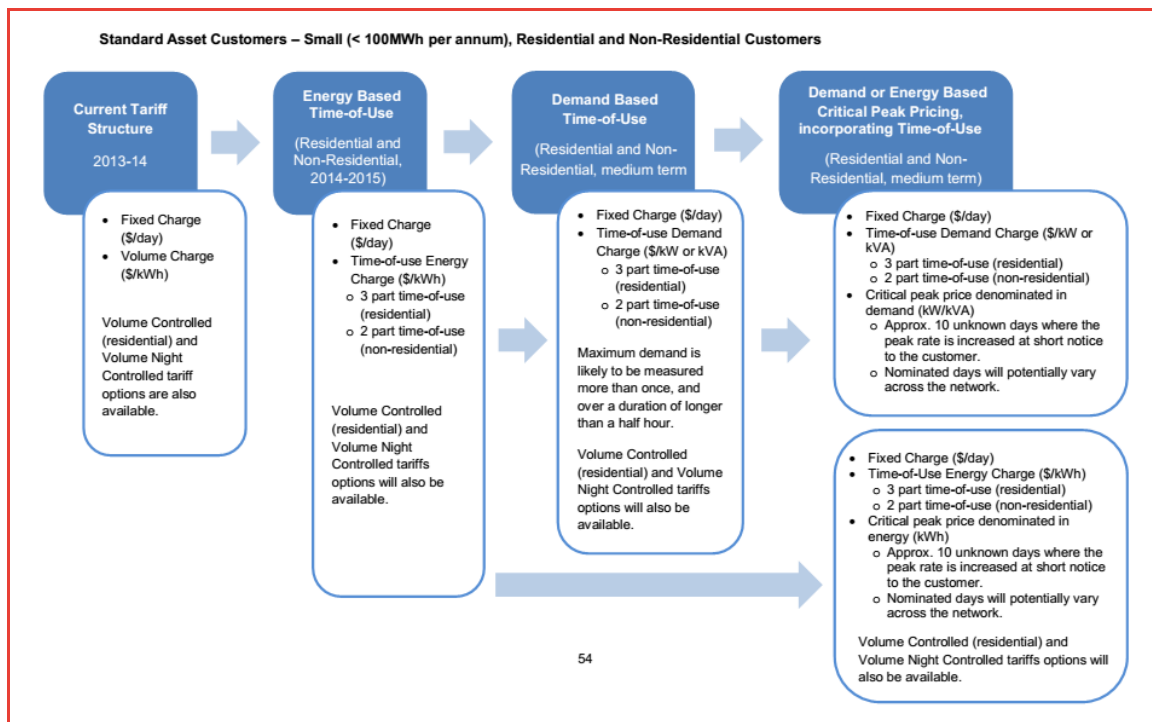 Standard Asset Customers – Small (< 100MWh per annum), Residential and Non-Residential Customers
Current Tariff
Structure
2013-14
• Fixed Charge
($/day)
• Volume Charge
($/kWh)
Volume Controlled
(residential) and
Volume Night
Controlled tariff
options are also
available.
Energy Based
Time-of-Use
(Residential and
Non-Residential,
2014-2015)
• Fixed Charge
($/day)
• Time-of-use Energy
Charge ($/kWh)
o 3 part time-of-use
(residential)
o 2 part time-of-use
(non-residential)
Volume Controlled
(residential) and
Volume Night
Controlled tariffs
options will also be
available.
Demand Based
Time-of-Use
(Residential and Non-
Residential, medium term
• Fixed Charge ($/day)
• Time-of-use Demand
Charge ($/kW or kVA)
o 3 part time-of-use
(residential)
o 2 part time-of-use
(non-residential)
Maximum demand is
likely to be measured
more than once, and
over a duration of longer
than a half hour.
Volume Controlled
(residential) and Volume
Night Controlled tariffs
options will also be
available.
Demand or Energy Based
Critical Peak Pricing,
incorporating Time-of-Use
(Residential and Non-
Residential, medium term)
• Fixed Charge ($/day)
• Time-of-use Demand Charge ($/kW or
kVA)
o 3 part time-of-use (residential)
o 2 part time-of-use (non-residential)
• Critical peak price denominated in
demand (kW/kVA)
o Approx. 10 unknown days where the
peak rate is increased at short notice
to the customer.
o Nominated days will potentially vary
across the network.
• Fixed Charge ($/day)
• Time-of-Use Energy Charge ($/kWh)
o 3 part time-of-use (residential)
o 2 part time-of-use (non-residential)
• Critical peak price denominated in
energy (kWh)
o Approx. 10 unknown days where the
peak rate is increased at short notice
to the customer.
o Nominated days will potentially vary
across the network.
Volume Controlled (residential) and
Volume Night Controlled tariffs options will
also be available.
54